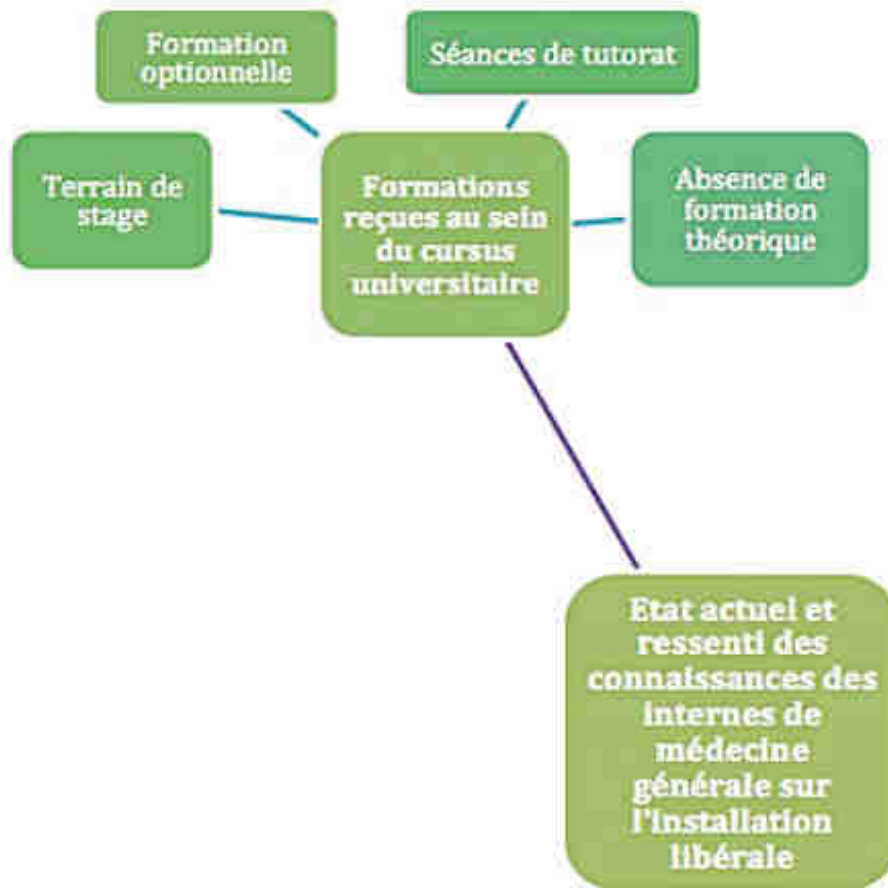 Formation
optionnelle
Séances de tutorat
Terrain de
stage
Formations
reçues au sein
du cursus
universitaire
Absence de
formation
théorique
Etat actuel et
ressenti des
connaissances des
internes de
médecine
générale sur
l'installation
libérale